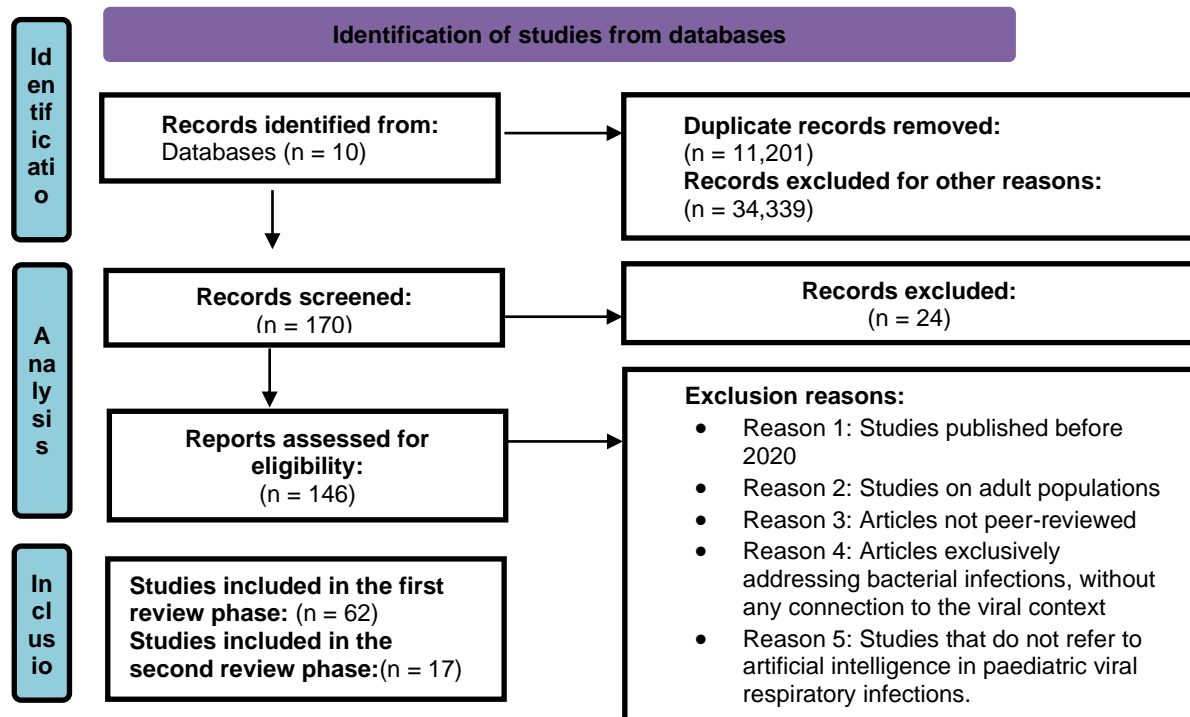 Identification of studies from databases
Id
en
tif
ic
ati
o
Records identified from:
Databases (n = 10)
Duplicate records removed:
(n = 11,201)
Records excluded for other reasons:
(n = 34,339)
A
na
ly
si
s
Records screened:
(n = 170)
Records excluded:
(n = 24)
Reports assessed for
eligibility:
(n = 146)
Exclusion reasons:
• Reason 1: Studies published before
2020
• Reason 2: Studies on adult populations
• Reason 3: Articles not peer-reviewed
• Reason 4: Articles exclusively
addressing bacterial infections, without
any connection to the viral context
• Reason 5: Studies that do not refer to
artificial intelligence in paediatric viral
respiratory infections.
In
cl
us
io
Studies included in the first
review phase: (n = 62)
Studies included in the
second review phase:(n = 17)